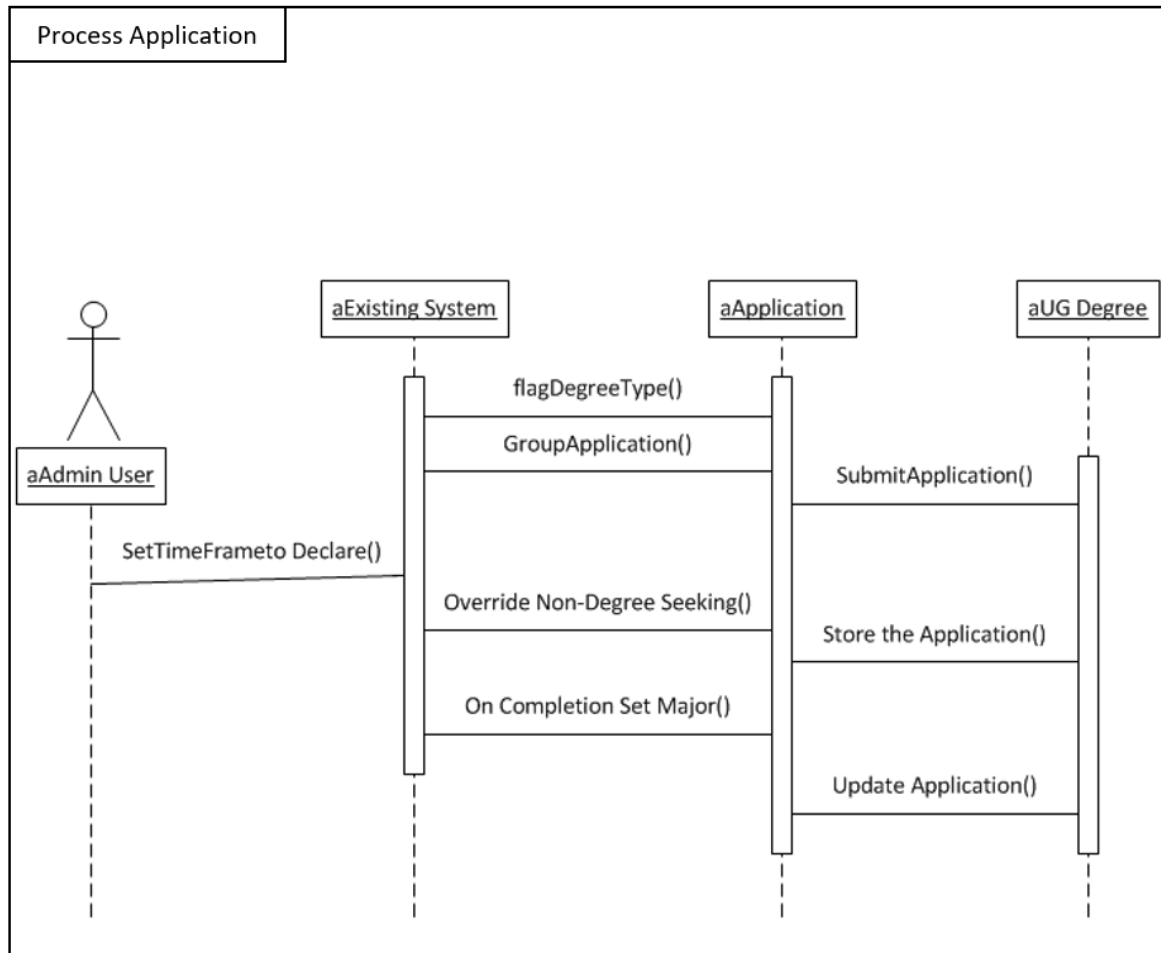 Process Application
aExisting System
aApplication
aUG Degree
aAdmin User
flagDegreeType()
GroupApplication()
SubmitApplication()
SetTimeFrameto Declare()
Override Non-Degree Seeking()
Store the Application()
On Completion Set Major()
Update Application()